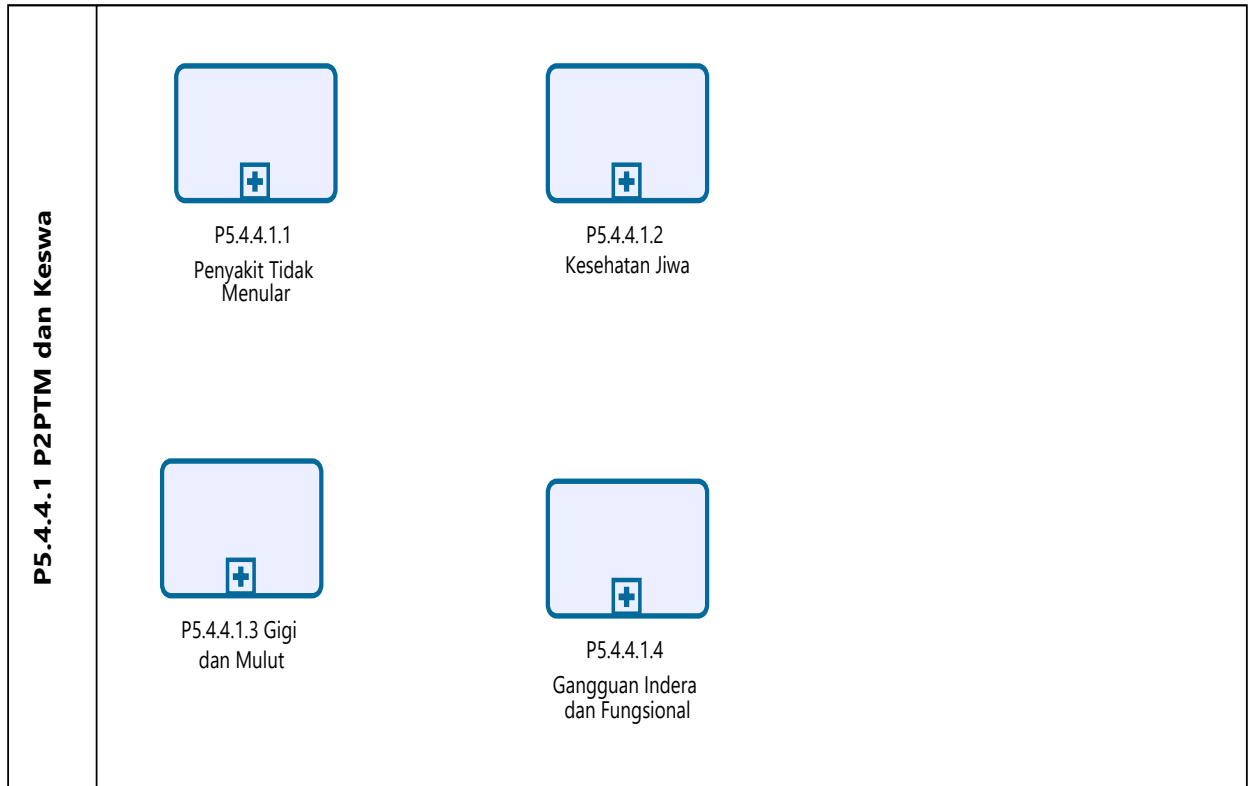 P5.4.4.1 P2PTM dan Keswa
P5.4.4.1.1
Penyakit Tidak
Menular
P5.4.4.1.2
Kesehatan Jiwa
P5.4.4.1.3 Gigi
dan Mulut
P5.4.4.1.4
Gangguan Indera
dan Fungsional